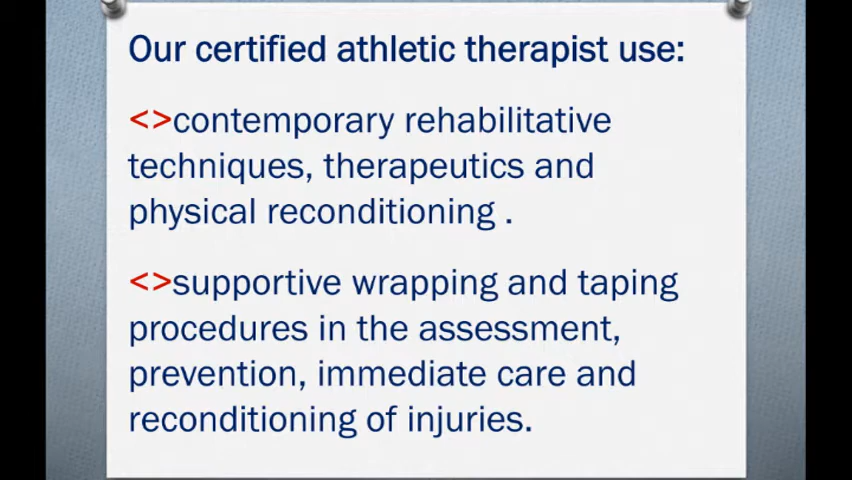 Our certified athletic therapist use:
<>contemporary rehabilitative
techniques, therapeutics and
physical reconditioning .
<>supportive wrapping and taping
procedures in the assessment,
prevention, immediate care and
reconditioning of injuries.